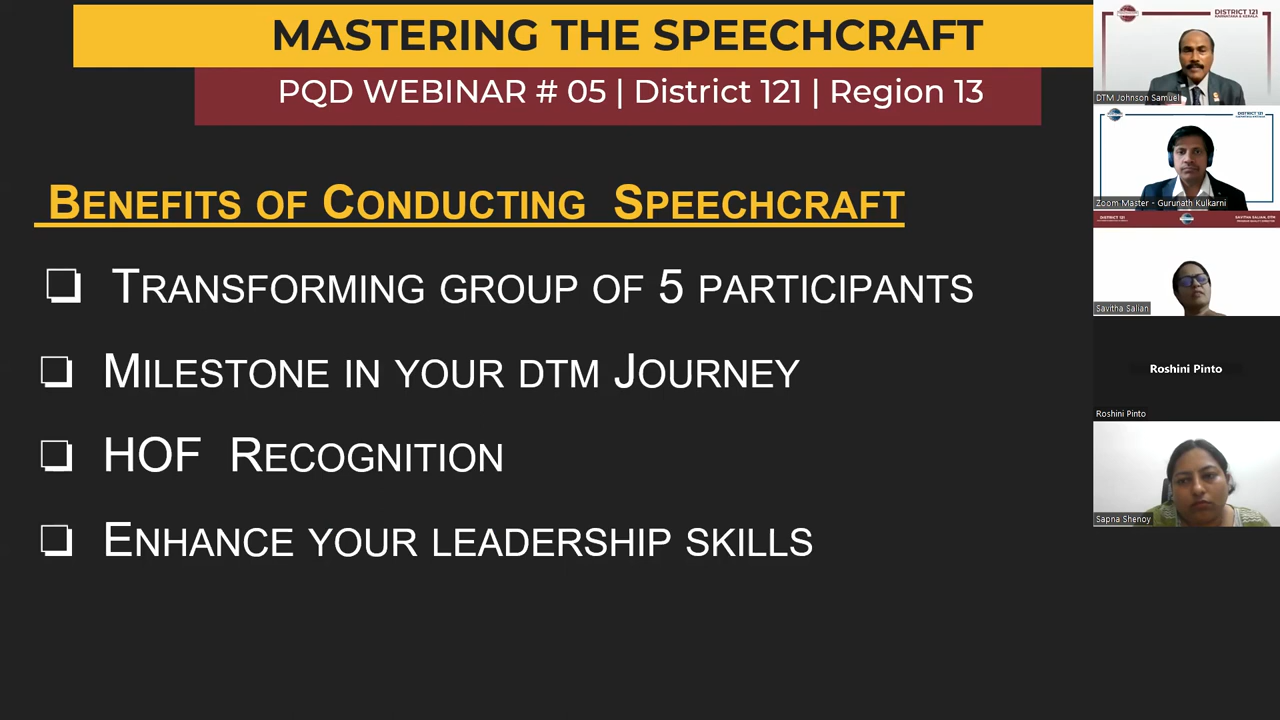 MASTERING THE SPEECHCRAFT
PQD WEBINAR # 05 | District 121 | Region 13
BENEFITS OF CONDUCTING SPEECHCRAFT
TRANSFORMING GROUP OF 5 PARTICIPANTS
MILESTONE IN YOUR DTM JOURNEY
HOF RECOGNITION
ENHANCE YOUR LEADERSHIP SKILLS
DISTRICT 121
KARNATAKA & KERALA
DTM Johnson Samuel
DISTRICT 121
Zoom Master - Gurunath Kulkarni
DISTRICT 121
SAVITHA SALIAN, DTM
Savitha Salian
Roshini Pinto
Roshini Pinto
Sapna Shenoy